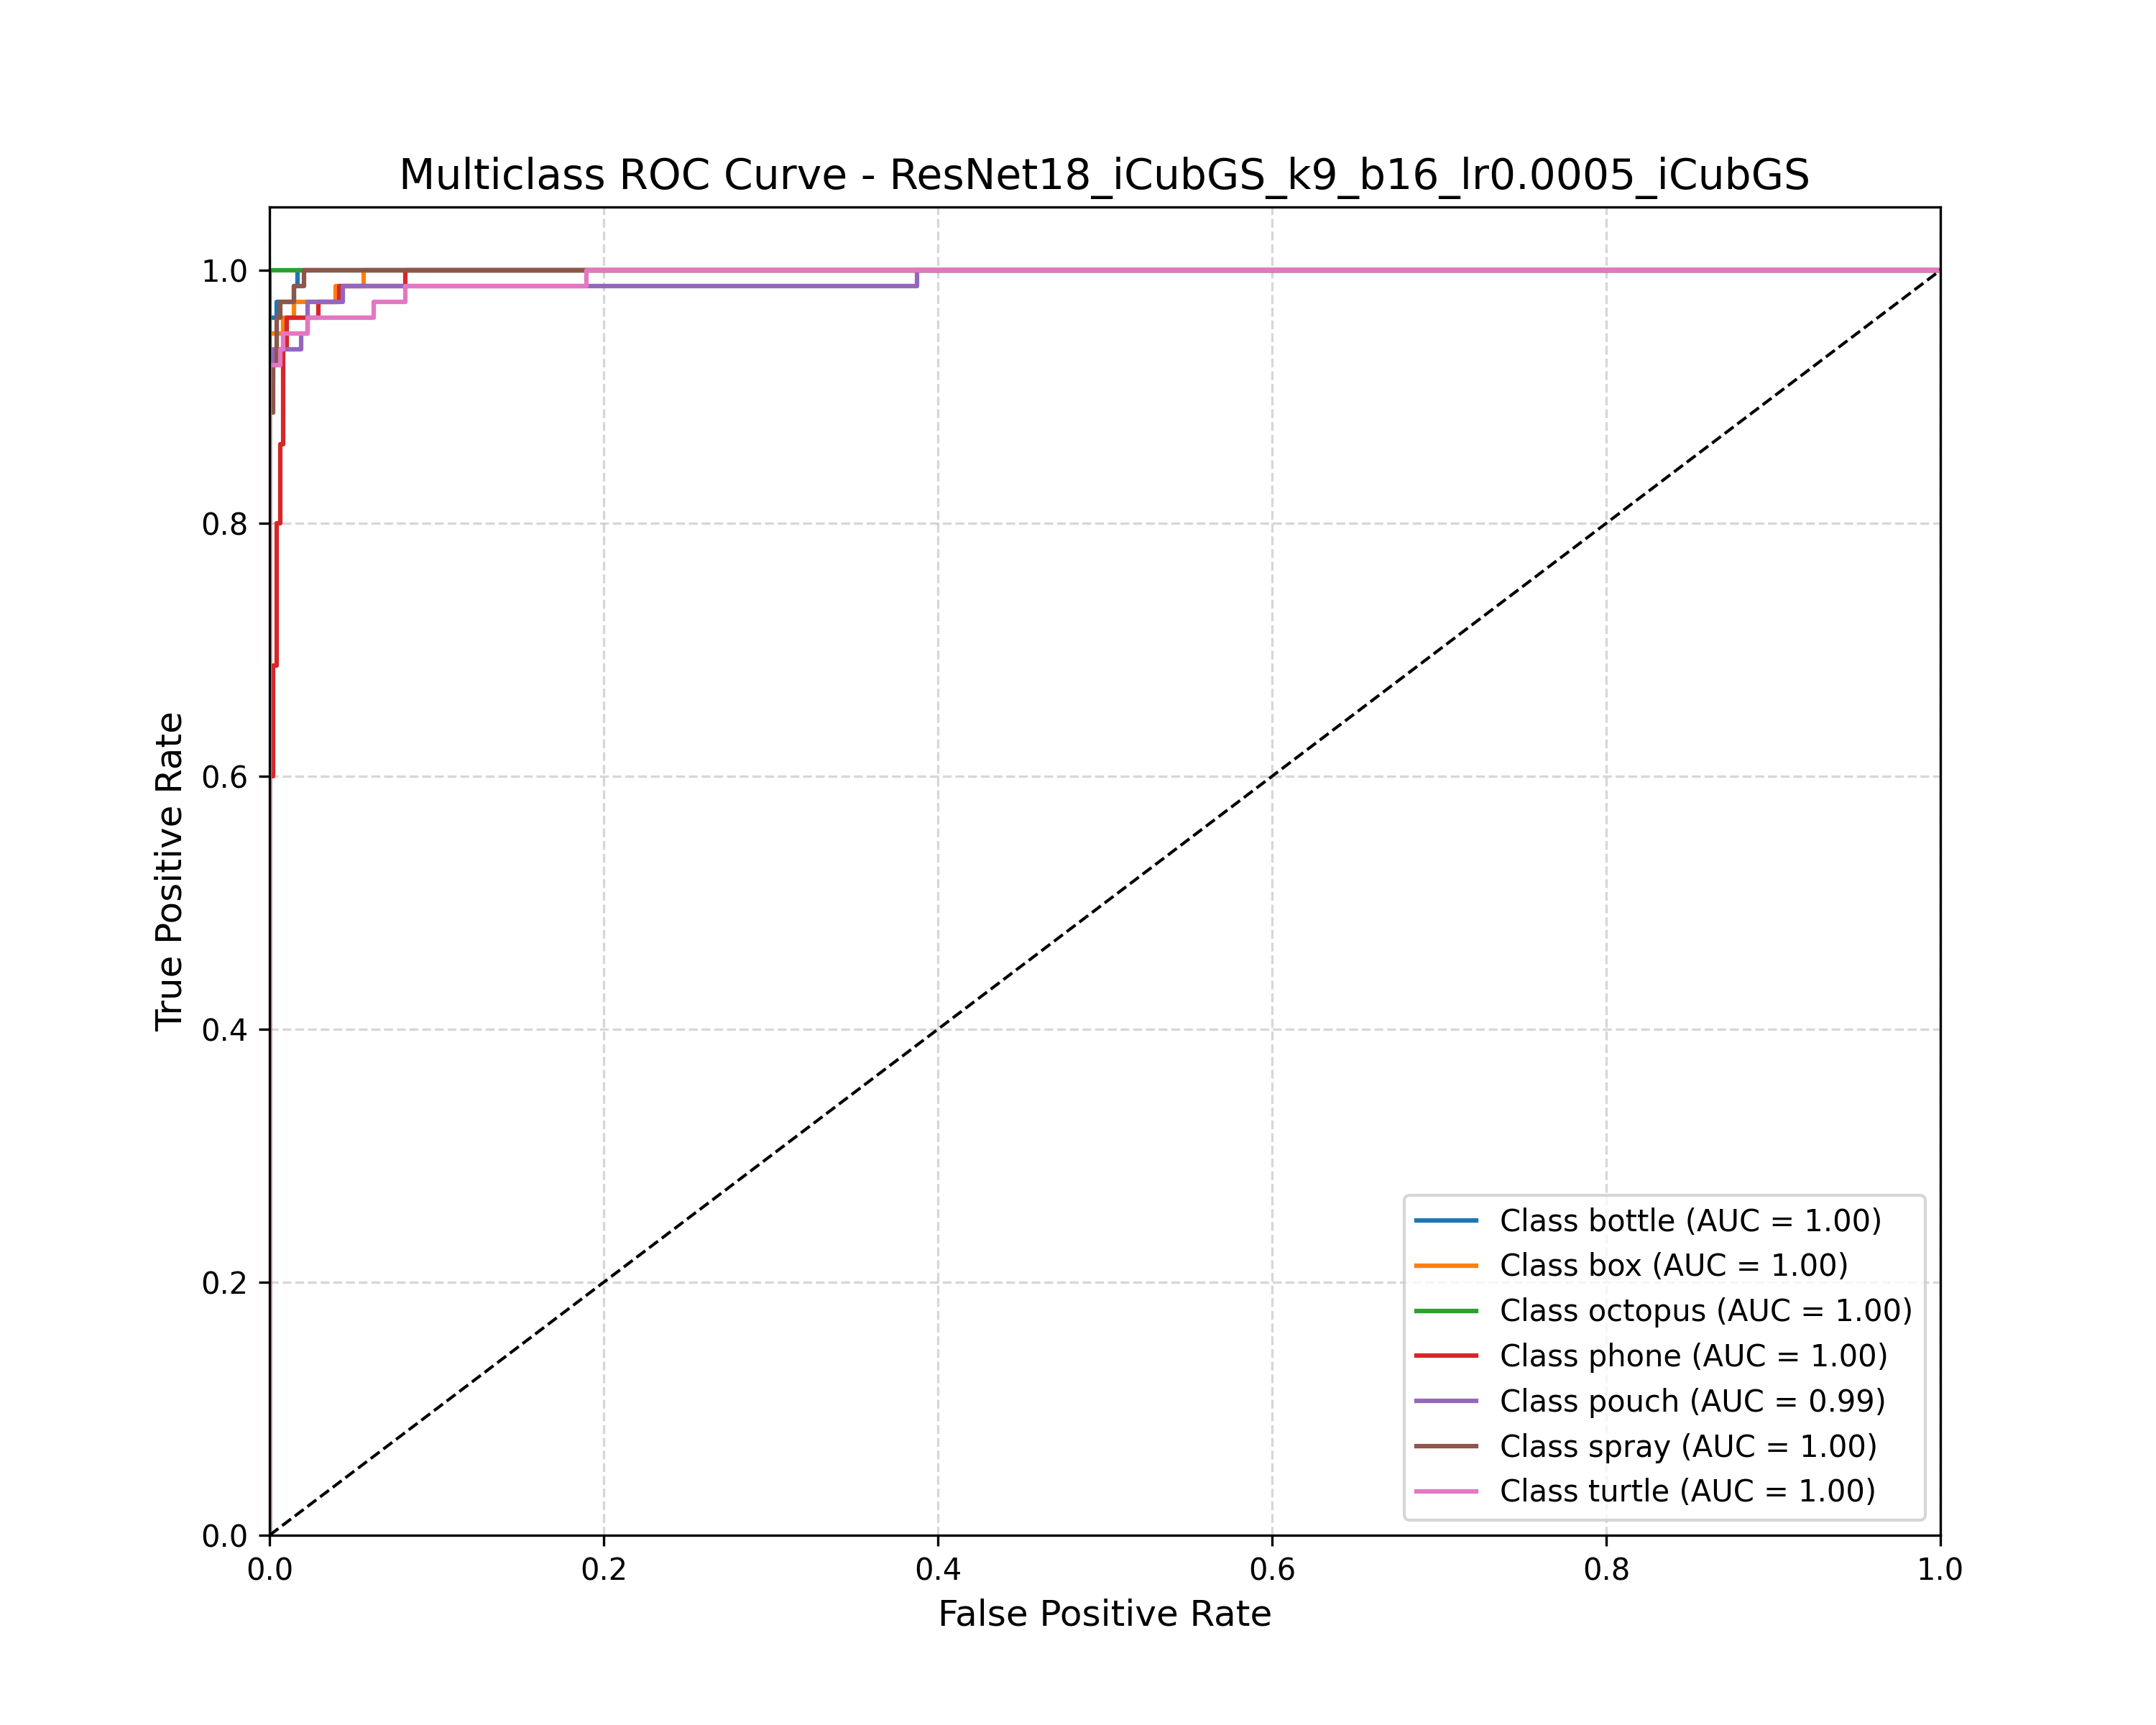 Multiclass ROC Curve - ResNet18_iCubGS_k9_b16_lr0.0005_iCubGS
True Positive Rate
1.0
0.8
0.6
0.4
0.2
0.0
Class bottle (AUC = 1.00)
Class box (AUC = 1.00)
Class octopus (AUC = 1.00)
Class phone (AUC = 1.00)
Class pouch (AUC = 0.99)
Class spray (AUC = 1.00)
Class turtle (AUC = 1.00)
0.0 0.2 0.4 0.6 0.8 1.0
False Positive Rate